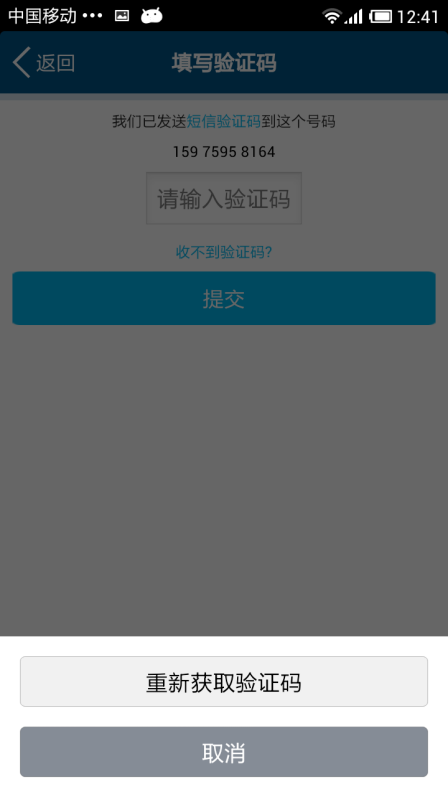 中国移动 ••• 12:41
返回 填写验证码
我们已发送短信验证码到这个号码
159 7595 8164
请输入验证码
收不到验证码?
提交
重新获取验证码
取消